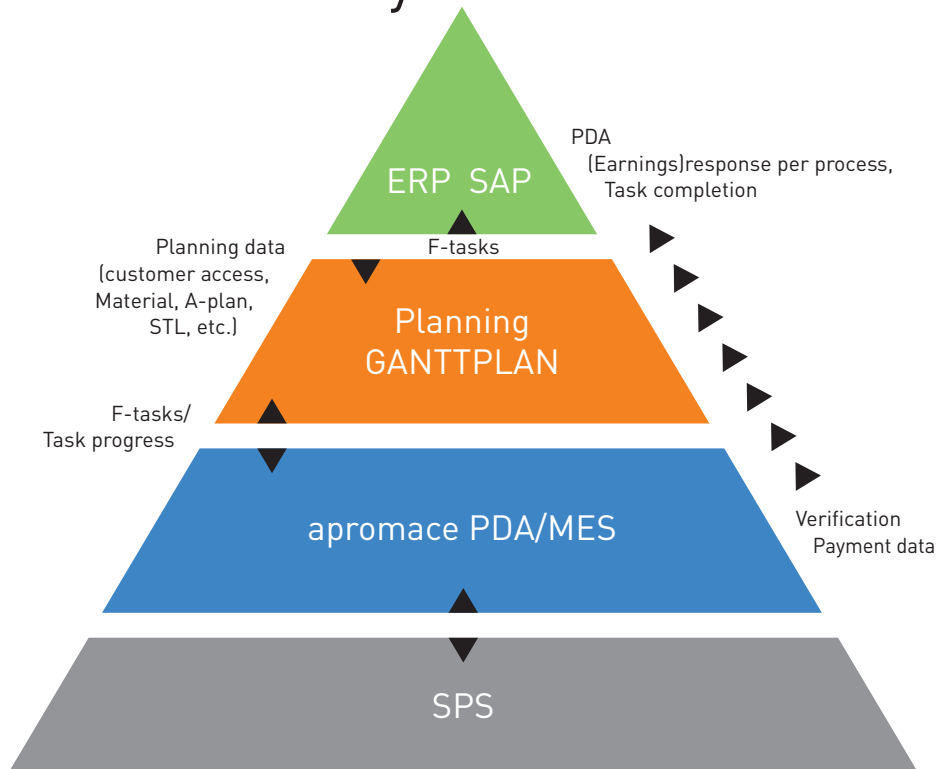 PDA
(Earnings)response per process,
Task completion
ERP SAP
F-tasks
Planning data
(customer access,
Material, A-plan,
STL, etc.)
Planning
GANTTPLAN
F-tasks/
Task progress
apromace PDA/MES
Verification
Payment data
SPS